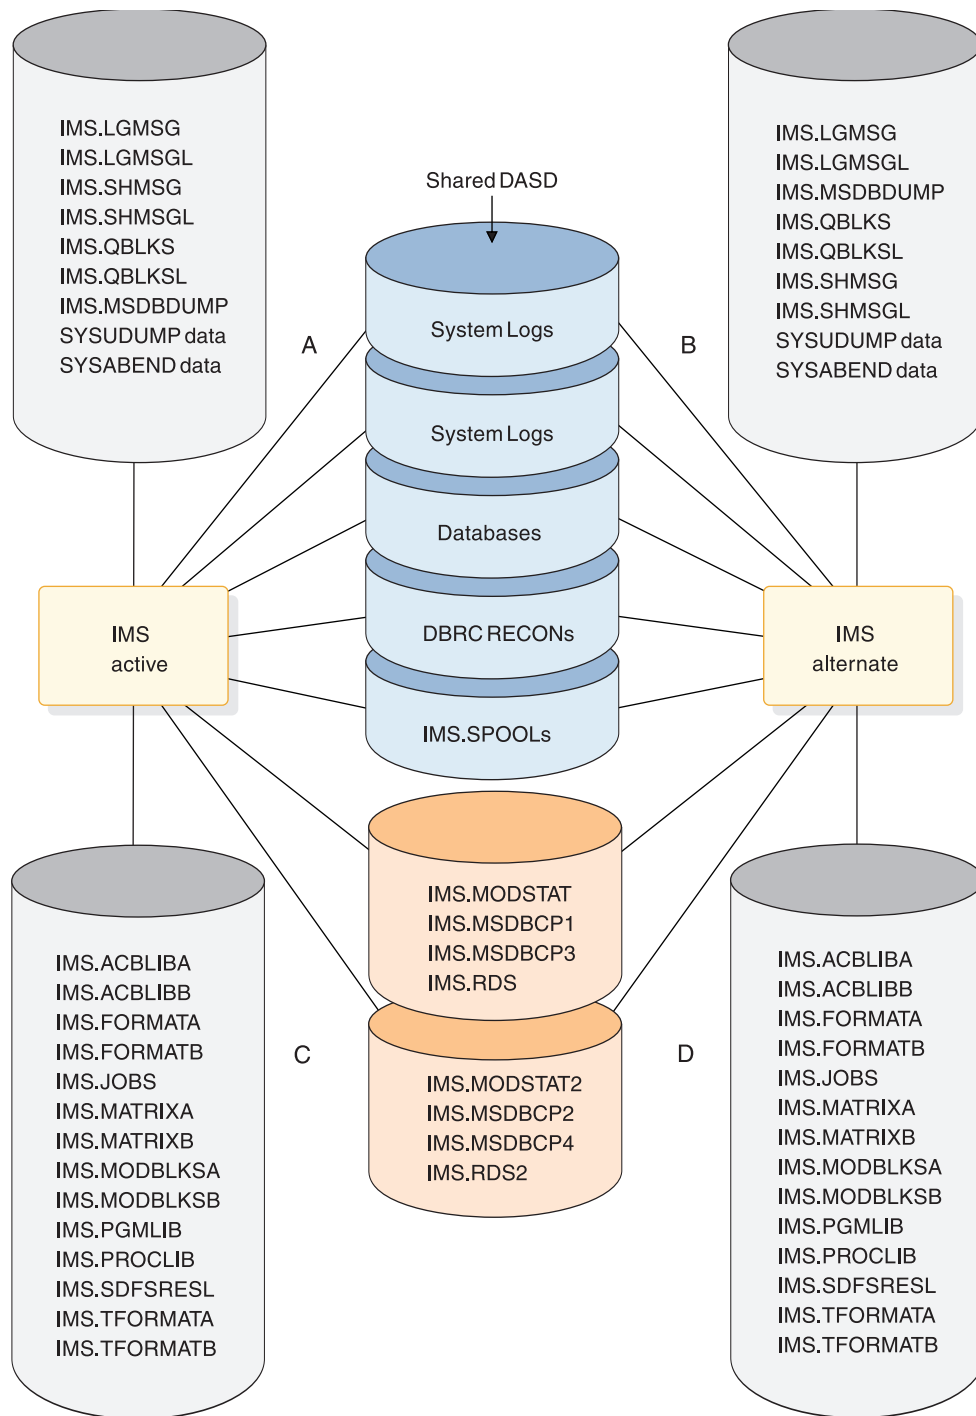 IMS.LGMSG
IMS.LGMSGL
IMS.SHMSG
IMS.SHMSGL
IMS.QBLKS
IMS.QBLKSL
IMS.MSDBDUMP
SYSUDUMP data
SYSABEND data
Shared DASD
System Logs
System Logs
Databases
DBRC RECONs
IMS.SPOOLs
A
B
IMS.LGMSG
IMS.LGMSGL
IMS.MSDBDUMP
IMS.QBLKS
IMS.QBLKSL
IMS.SHMSG
IMS.SHMSGL
SYSUDUMP data
SYSABEND data
IMS
active
IMS
alternate
IMS.ACBLIBA
IMS.ACBLIBB
IMS.FORMATA
IMS.FORMATB
IMS.JOBS
IMS.MATRIXA
IMS.MATRIXB
IMS.MODBLKSA
IMS.MODBLKSB
IMS.PGMLIB
IMS.PROCLIB
IMS.SDFSRESL
IMS.TFORMATA
IMS.TFORMATB
C
IMS.MODSTAT
IMS.MSDBCP1
IMS.MSDBCP3
IMS.RDS
IMS.MODSTAT2
IMS.MSDBCP2
IMS.MSDBCP4
IMS.RDS2
D
IMS.ACBLIBA
IMS.ACBLIBB
IMS.FORMATA
IMS.FORMATB
IMS.JOBS
IMS.MATRIXA
IMS.MATRIXB
IMS.MODBLKSA
IMS.MODBLKSB
IMS.PGMLIB
IMS.PROCLIB
IMS.SDFSRESL
IMS.TFORMATA
IMS.TFORMATB